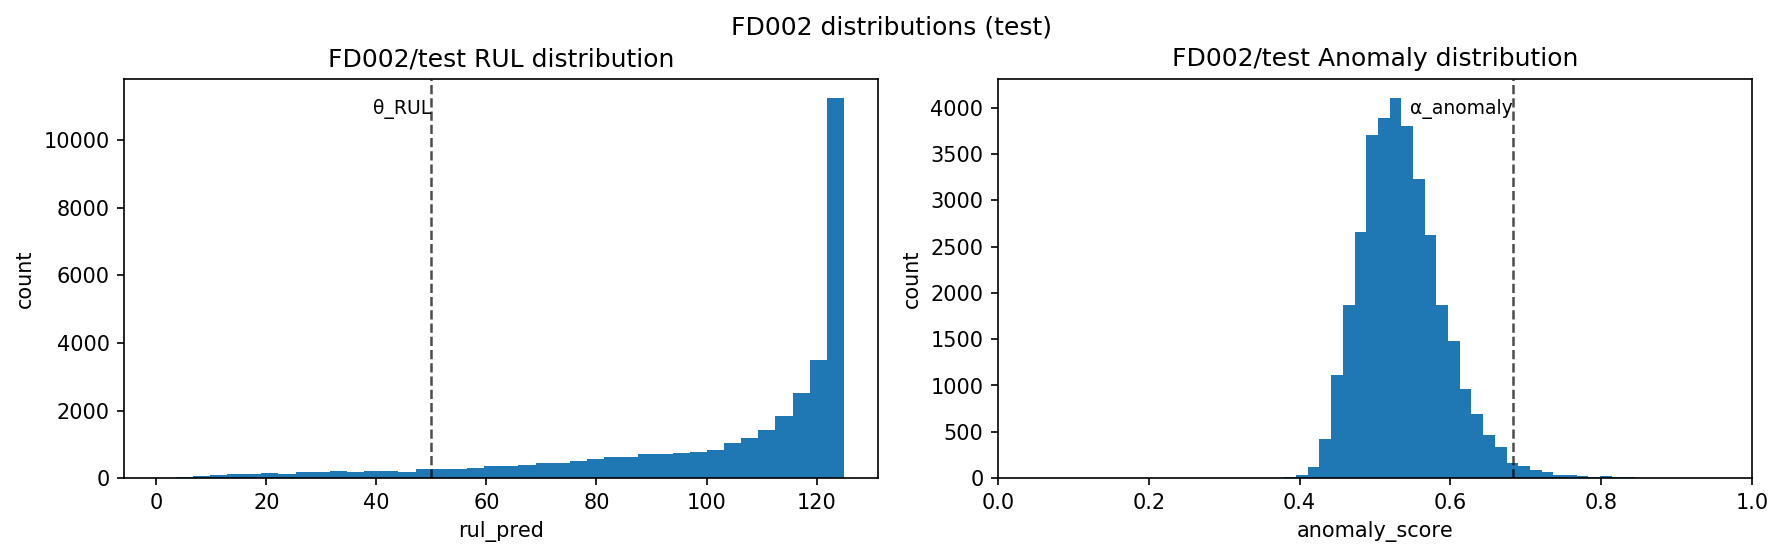 FD002 distributions (test)
FD002/test RUL distribution
θ_RUL
10000
8000
6000
4000
2000
0
count
0 20 40 60 80 100 120
rul_pred
FD002/test Anomaly distribution
α_anomaly
4000
3500
3000
2500
2000
1500
1000
500
0
count
0.0 0.2 0.4 0.6 0.8 1.0
anomaly_score